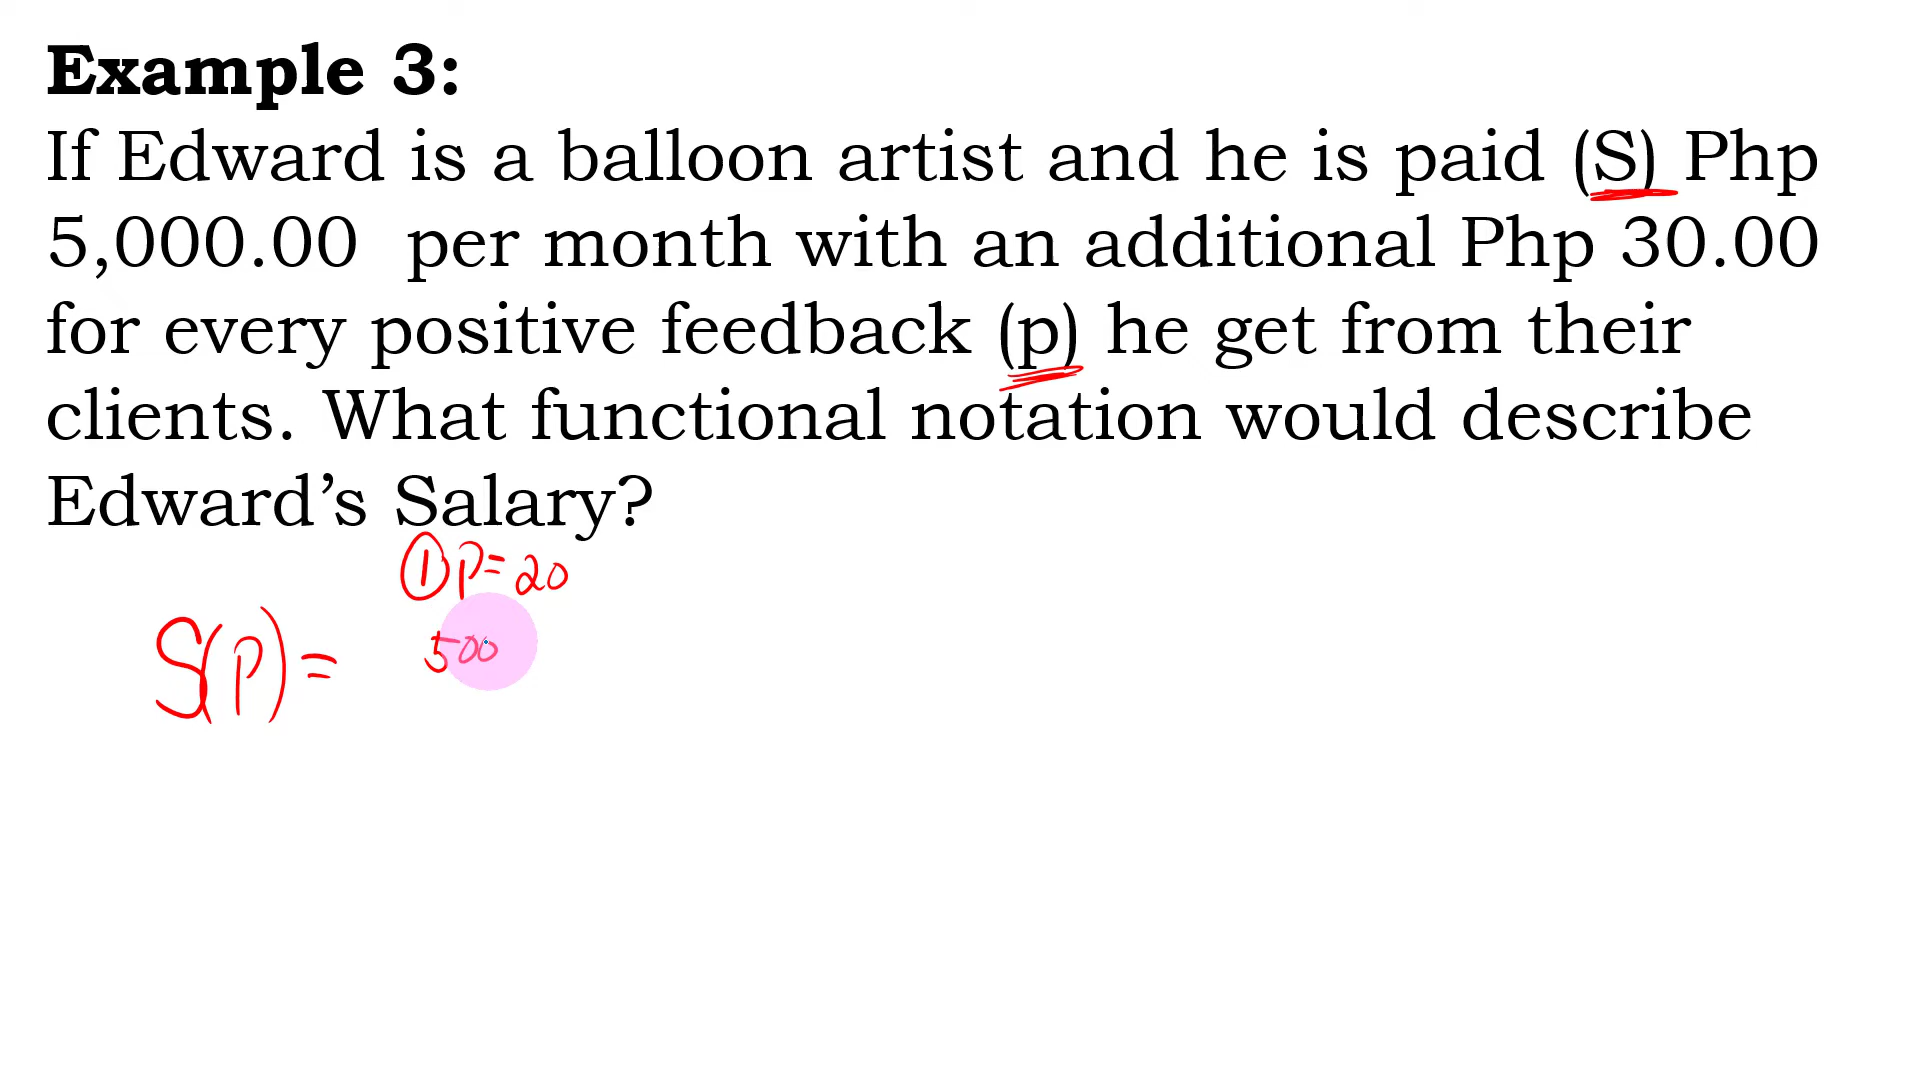 Example 3:
If Edward is a balloon artist and he is paid (S) Php
5,000.00 per month with an additional Php 30.00
for every positive feedback (p) he get from their
clients. What functional notation would describe
Edward’s Salary?
① p=20
S(p)= 500